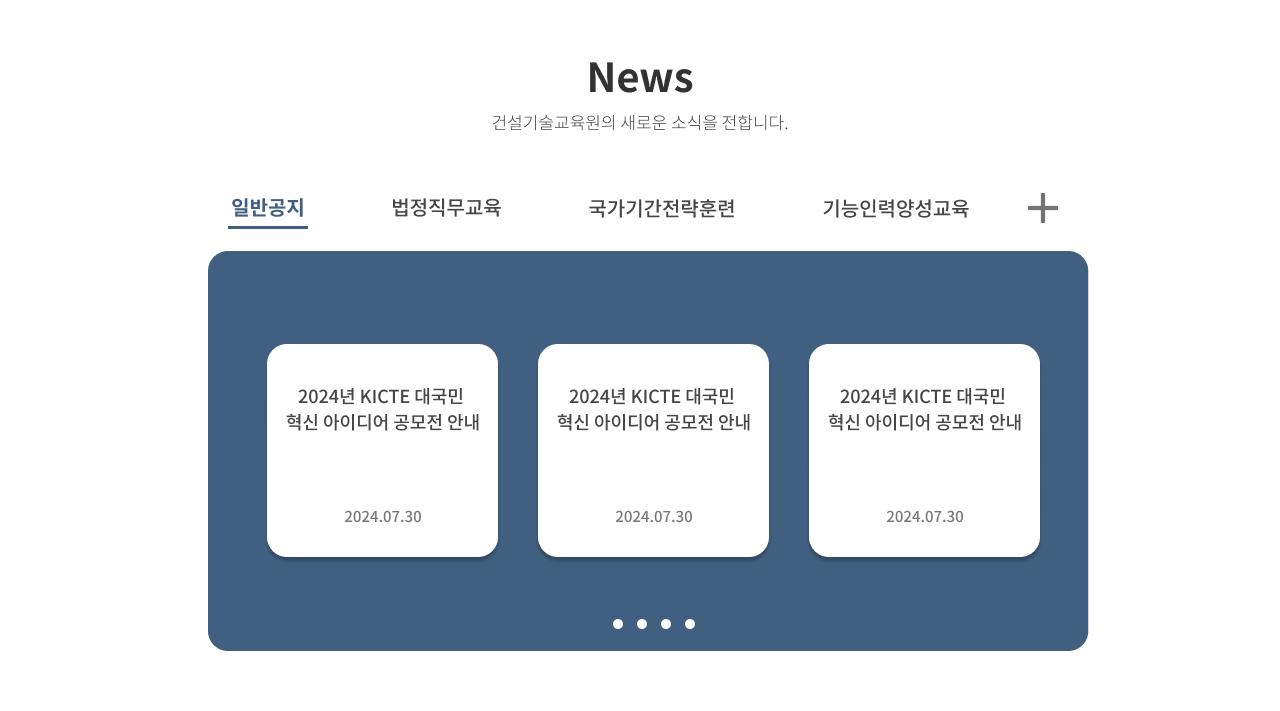 News
건설기술교육원의 새로운 소식을 전합니다.
일반공지
법정직무교육
국가기간전략훈련
기능인력양성교육
2024년 KICTE 대국민
혁신 아이디어 공모전 안내
2024.07.30
2024년 KICTE 대국민
혁신 아이디어 공모전 안내
2024.07.30
2024년 KICTE 대국민
혁신 아이디어 공모전 안내
2024.07.30